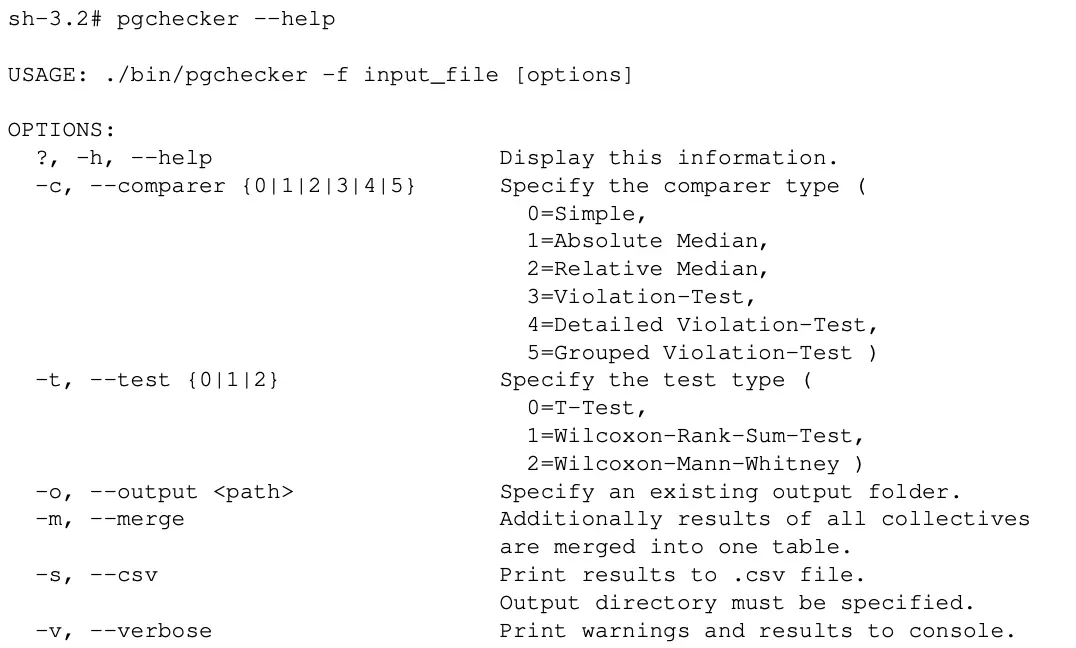 sh-3.2# pgchecker --help
USAGE: ./bin/pgchecker -f input_file [options]
OPTIONS:
?, -h, --help Display this information.
-c, --comparer {0|1|2|3|4|5} Specify the comparer type (
0=Simple,
1=Absolute Median,
2=Relative Median,
3=Violation-Test,
4=Detailed Violation-Test,
5=Grouped Violation-Test )
-t, --test {0|1|2} Specify the test type (
0=T-Test,
1=Wilcoxon-Rank-Sum-Test,
2=Wilcoxon-Mann-Whitney )
-o, --output <path> Specify an existing output folder.
-m, --merge Additionally results of all collectives
are merged into one table.
-s, --csv Print results to .csv file.
Output directory must be specified.
-v, --verbose Print warnings and results to console.